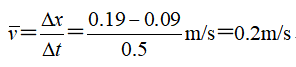 v̅ = Δx/Δt = (0.19 − 0.09)/0.5 m/s=0.2m/s